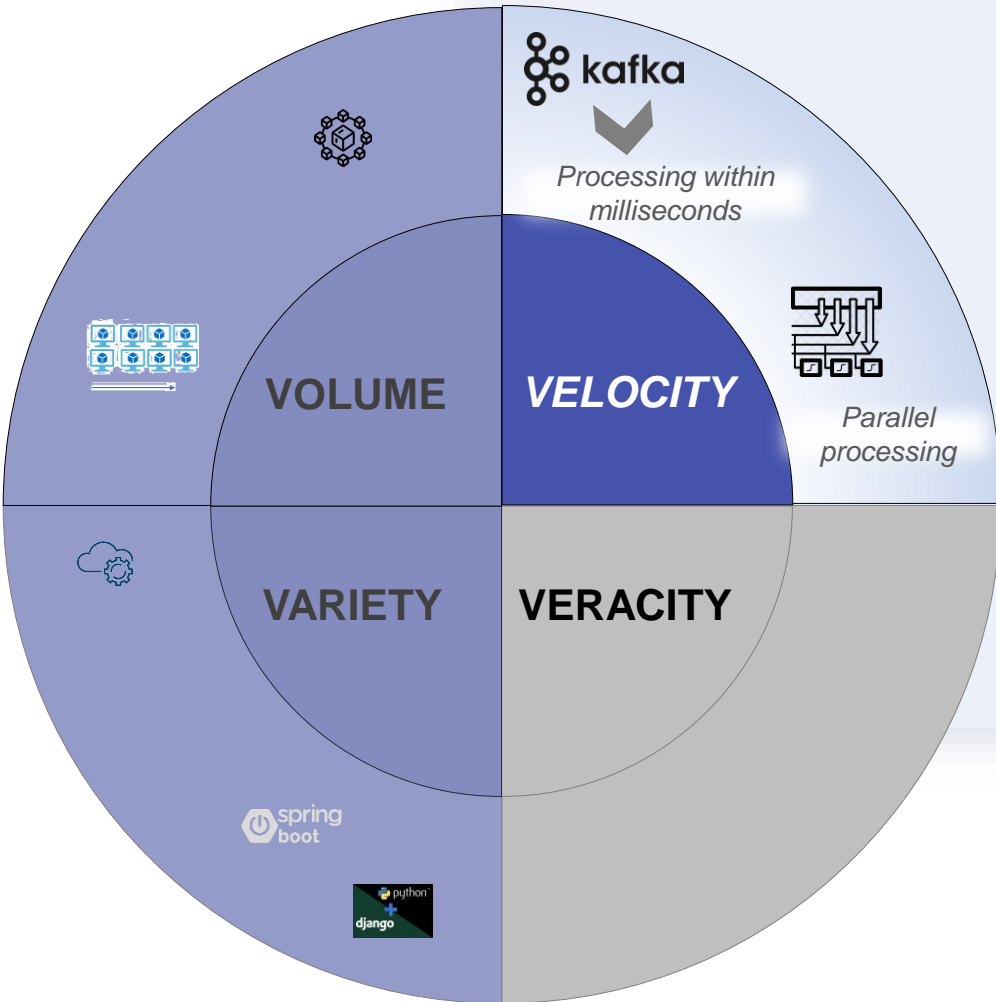 kafka
Processing within
milliseconds
VOLUME
VELOCITY
Parallel
processing
VARIETY
VERACITY
spring
boot
python
+
django